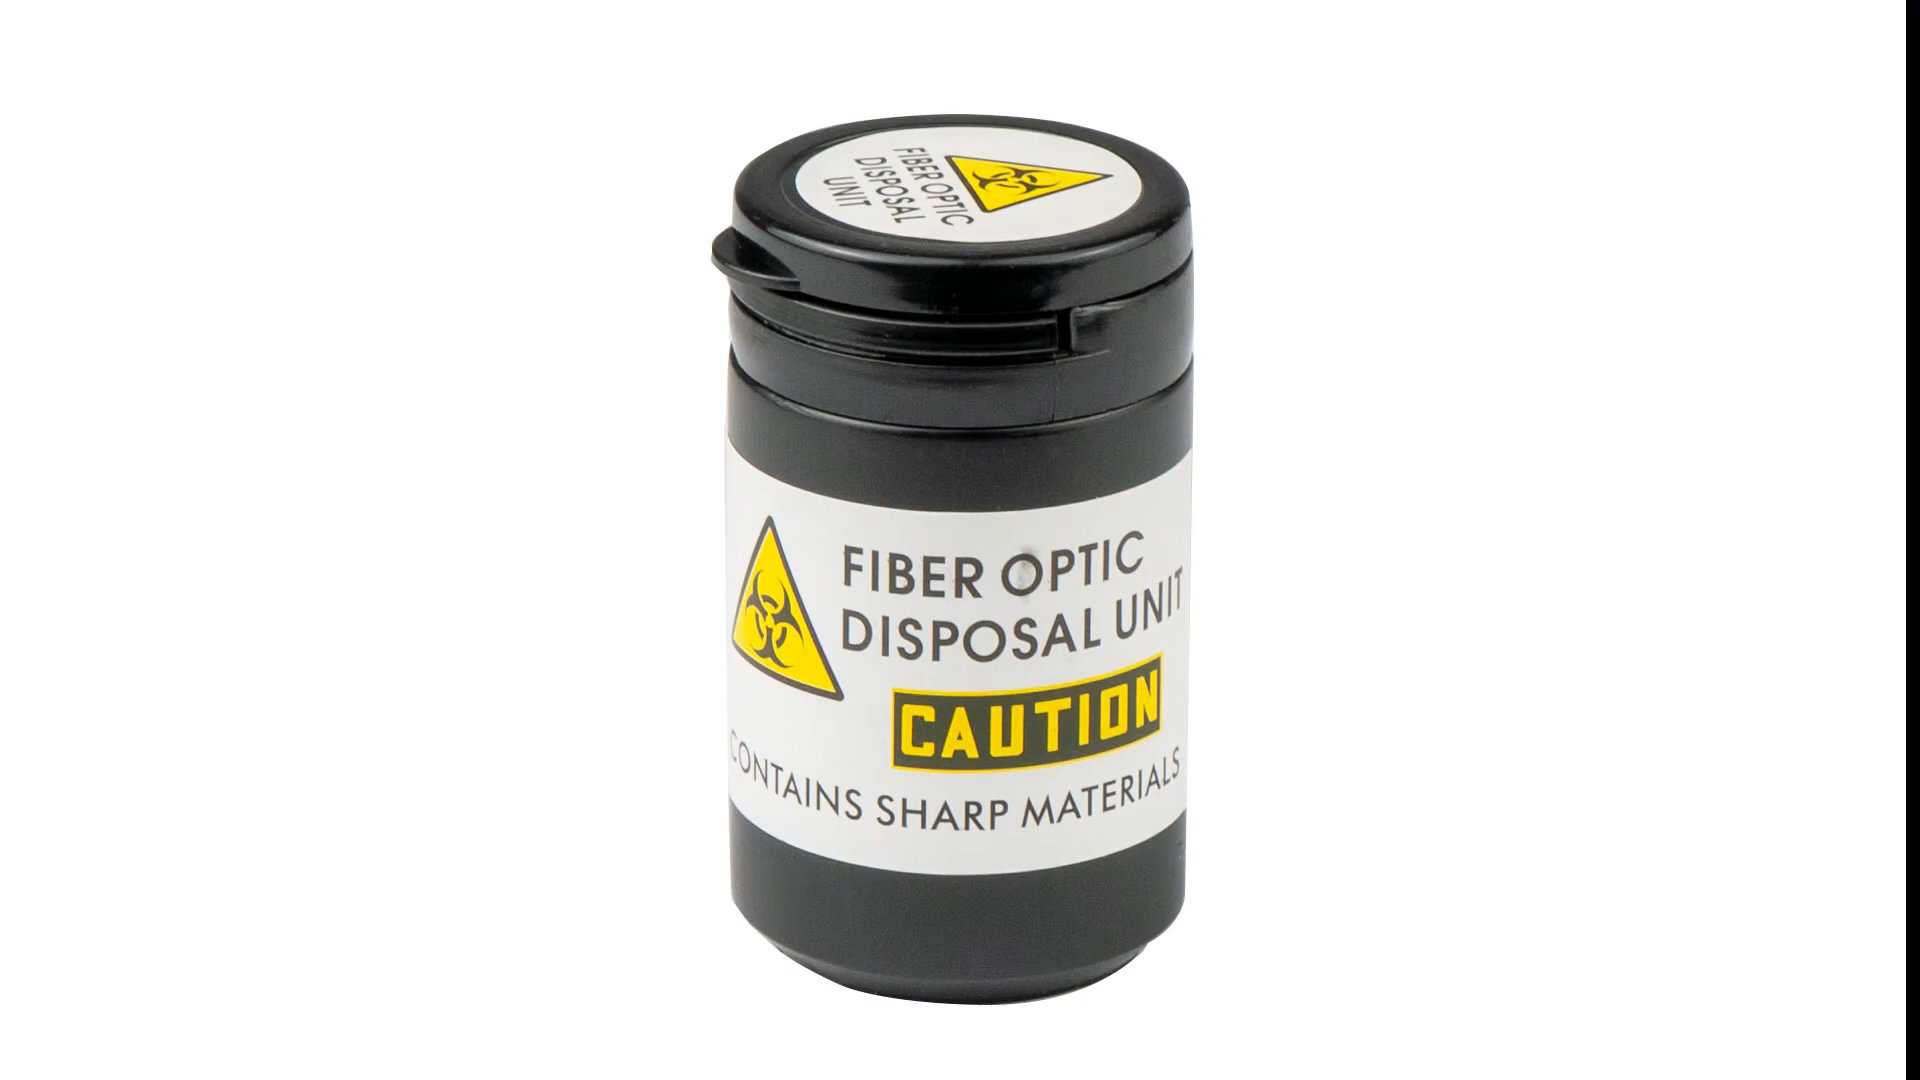 FIBER OPTIC
DISPOSAL
UNIT
FIBER OPTIC
DISPOSAL UNIT
CAUTION
CONTAINS SHARP MATERIALS